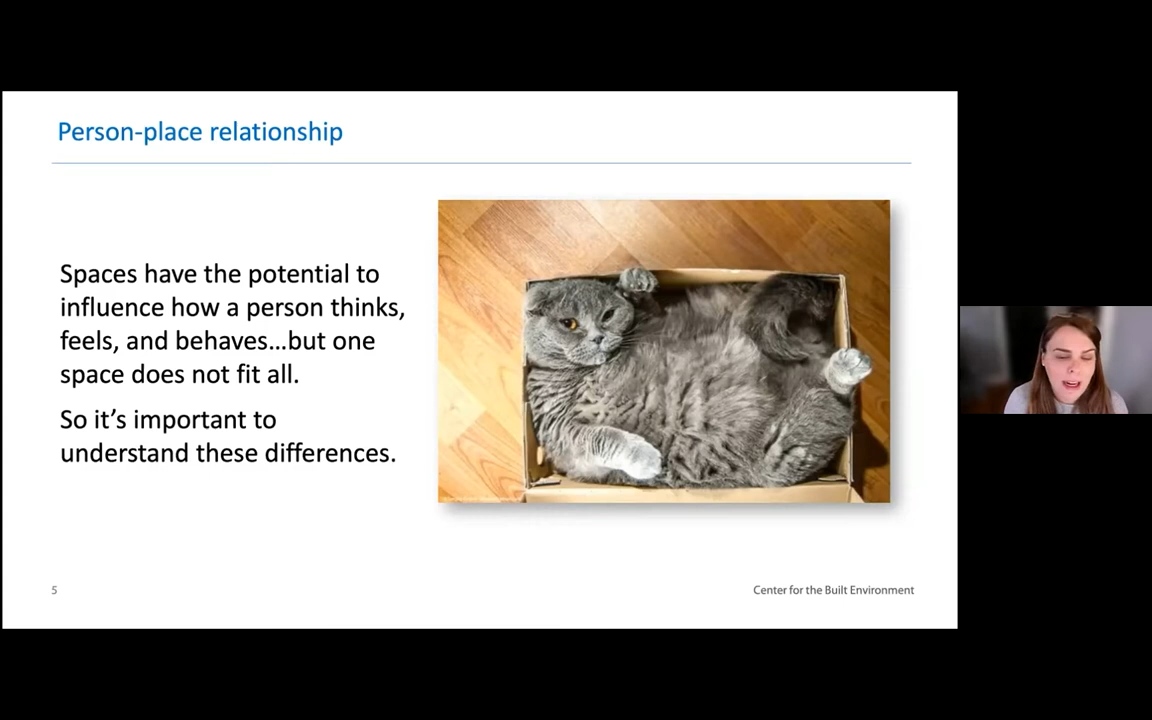 Person-place relationship
Spaces have the potential to
influence how a person thinks,
feels, and behaves...but one
space does not fit all.
So it’s important to
understand these differences.
5
Center for the Built Environment